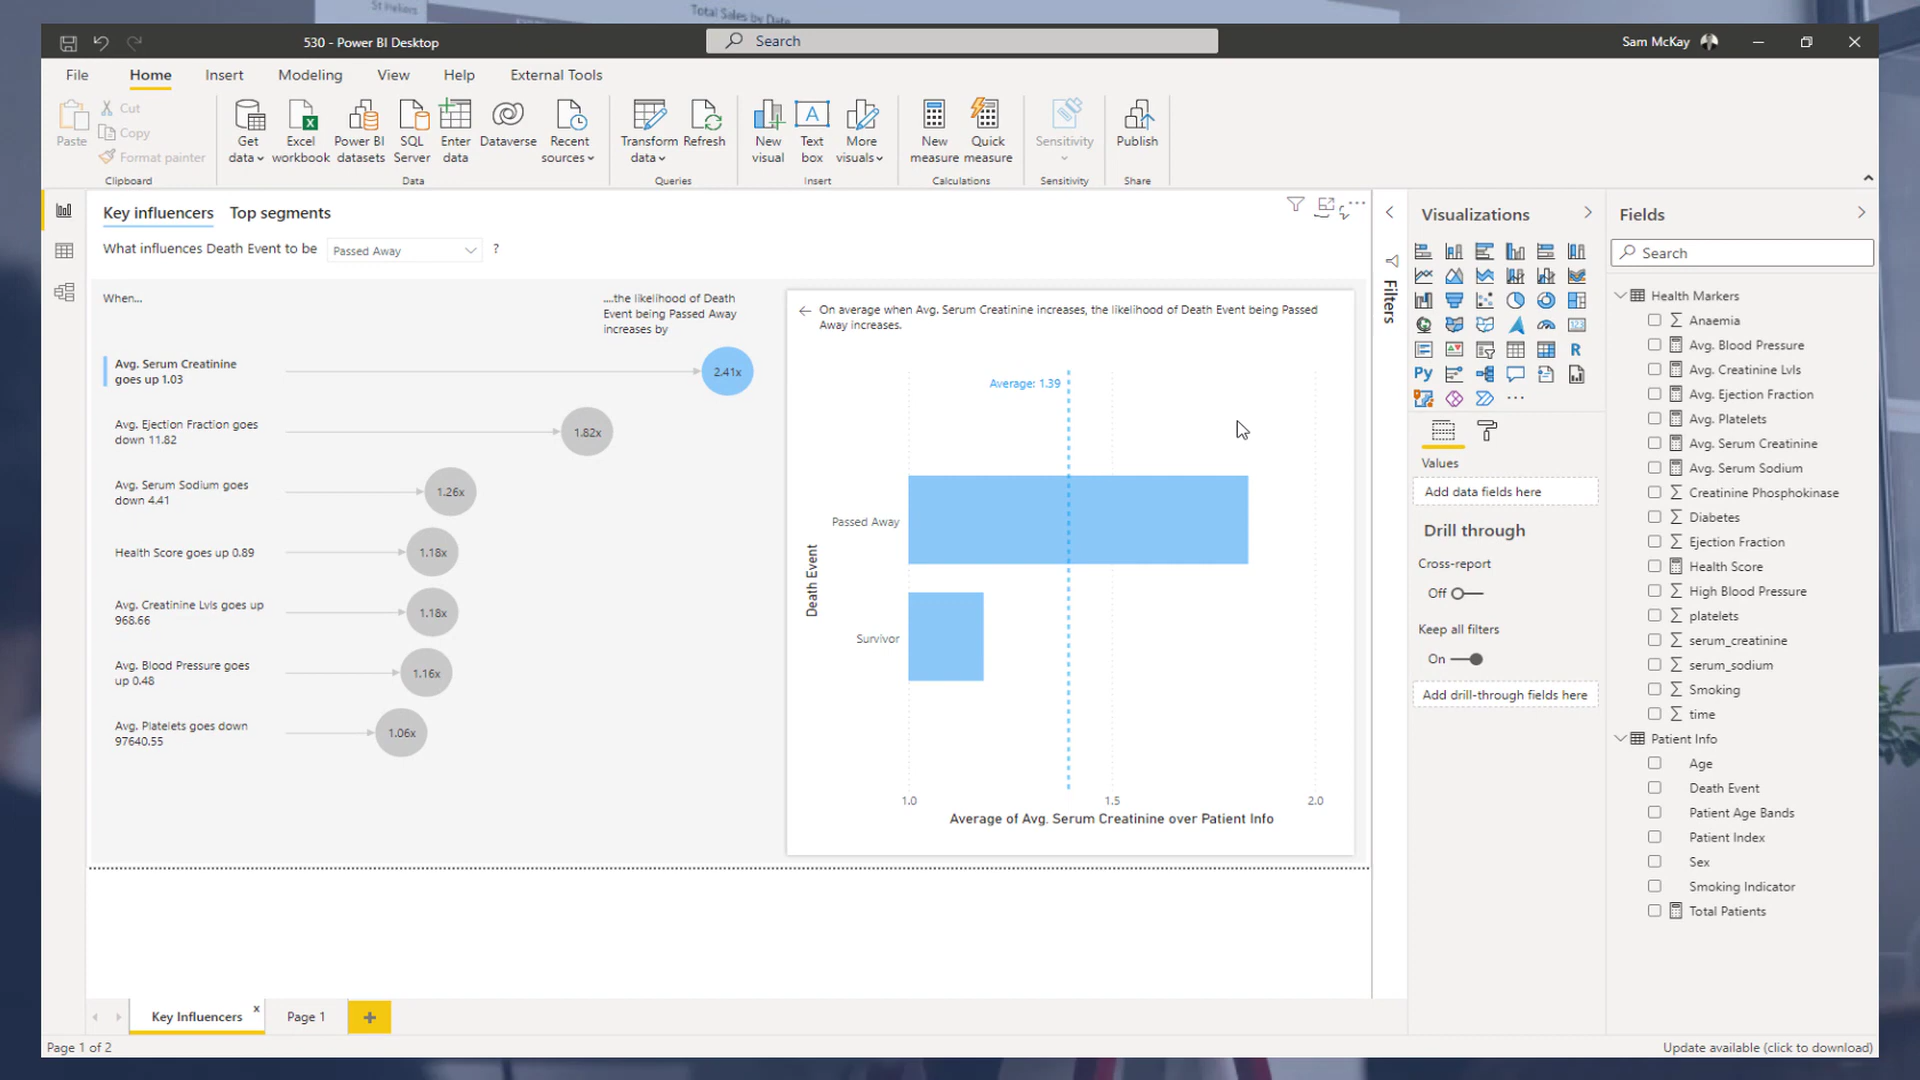 St Heliers
Total Sales by Date
530 - Power BI Desktop
Search
Sam McKay
File
Home
Insert
Modeling
View
Help
External Tools
Paste
Cut
Copy
Format painter
Clipboard
Get data
Excel workbook
Power BI datasets
SQL Server
Enter data
Dataverse
Recent sources
Data
Transform data
Refresh
Queries
New visual
Text box
More visuals
Insert
New measure
Quick measure
Calculations
Sensitivity
Sensitivity
Publish
Share
Key influencers
Top segments
What influences Death Event to be
Passed Away
?
When...
....the likelihood of Death
Event being Passed Away
increases by
Avg. Serum Creatinine
goes up 1.03
2.41x
Avg. Ejection Fraction goes
down 11.82
1.82x
Avg. Serum Sodium goes
down 4.41
1.26x
Health Score goes up 0.89
1.18x
Avg. Creatinine Lvls goes up
968.66
1.18x
Avg. Blood Pressure goes
up 0.48
1.16x
Avg. Platelets goes down
97640.55
1.06x
On average when Avg. Serum Creatinine increases, the likelihood of Death Event being Passed
Away increases.
Average: 1.39
Death Event
Passed Away
Survivor
1.0
1.5
2.0
Average of Avg. Serum Creatinine over Patient Info
Filters
Visualizations
R
Py
123
...
Values
Add data fields here
Drill through
Cross-report
Off
Keep all filters
On
Add drill-through fields here
Fields
Search
Health Markers
Anaemia
Avg. Blood Pressure
Avg. Creatinine Lvls
Avg. Ejection Fraction
Avg. Platelets
Avg. Serum Creatinine
Avg. Serum Sodium
Creatinine Phosphokinase
Diabetes
Ejection Fraction
Health Score
High Blood Pressure
platelets
serum_creatinine
serum_sodium
Smoking
time
Patient Info
Age
Death Event
Patient Age Bands
Patient Index
Sex
Smoking Indicator
Total Patients
Key Influencers
x
Page 1
+
Page 1 of 2
Update available (click to download)